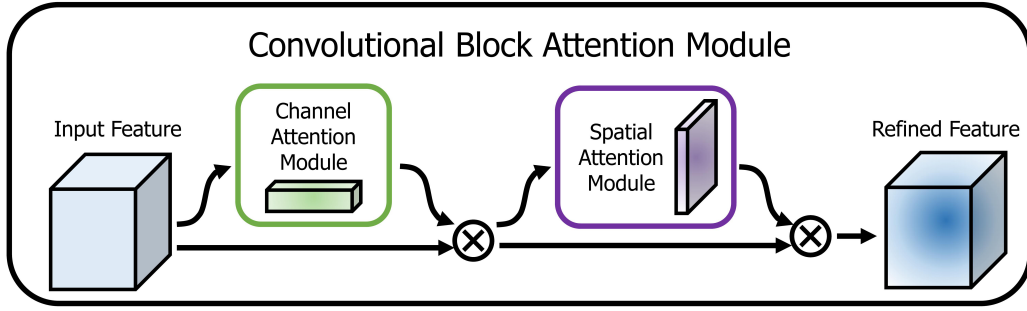 Convolutional Block Attention Module
Input Feature
Channel
Attention
Module
Spatial
Attention
Module
Refined Feature